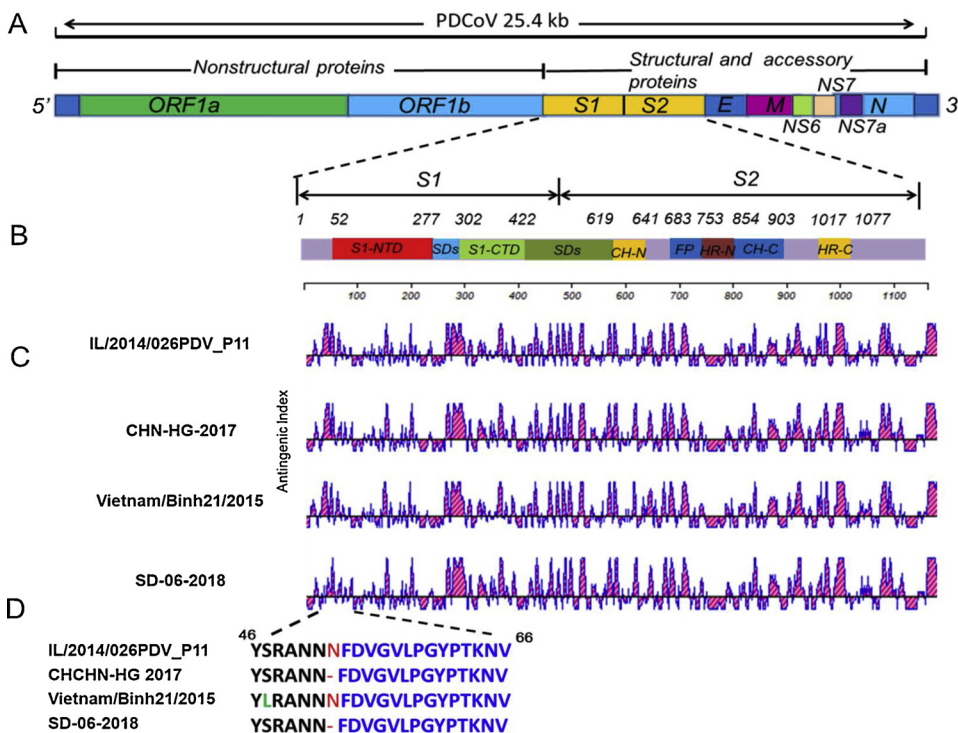 A
PDCoV 25.4 kb
Nonstructural proteins
Structural and accessory
proteins
NS7
5'
ORF1a
ORF1b
S1
S2
E
M
N
3
NS6
NS7a
S1
S2
1 52 277 302 422 619 641 683 753 854 903 1017 1077
B
S1-NTD SDs S1-CTD SDs CH-N FP HR-N CH-C HR-C
100 200 300 400 500 600 700 800 900 1000 1100
C
IL/2014/026PDV_P11
CHN-HG-2017
Antingenic Index
Vietnam/Binh21/2015
SD-06-2018
D
46 66
IL/2014/026PDV_P11 YSRANNNFDVGVLPGYPTKNV
CHCHN-HG 2017 YSRANN-FDVGVLPGYPTKNV
Vietnam/Binh21/2015 YLRANNNFDVGVLPGYPTKNV
SD-06-2018 YSRANN-FDVGVLPGYPTKNV